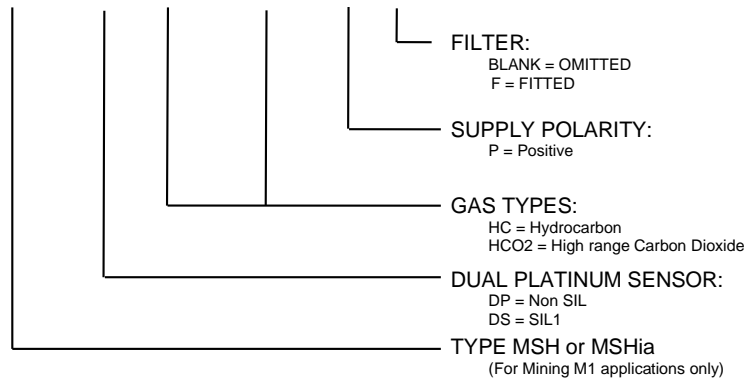 FILTER:
BLANK = OMITTED
F = FITTED
SUPPLY POLARITY:
P = Positive
GAS TYPES:
HC = Hydrocarbon
HCO2 = High range Carbon Dioxide
DUAL PLATINUM SENSOR:
DP = Non SIL
DS = SIL1
TYPE MSH or MSHia
(For Mining M1 applications only)